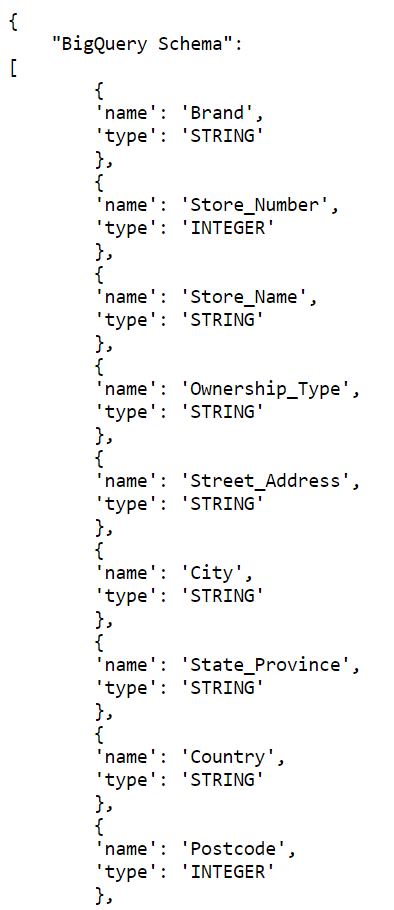 {
"BigQuery Schema":
[
{
'name': 'Brand',
'type': 'STRING'
},
{
'name': 'Store_Number',
'type': 'INTEGER'
},
{
'name': 'Store_Name',
'type': 'STRING'
},
{
'name': 'Ownership_Type',
'type': 'STRING'
},
{
'name': 'Street_Address',
'type': 'STRING'
},
{
'name': 'City',
'type': 'STRING'
},
{
'name': 'State_Province',
'type': 'STRING'
},
{
'name': 'Country',
'type': 'STRING'
},
{
'name': 'Postcode',
'type': 'INTEGER'
},